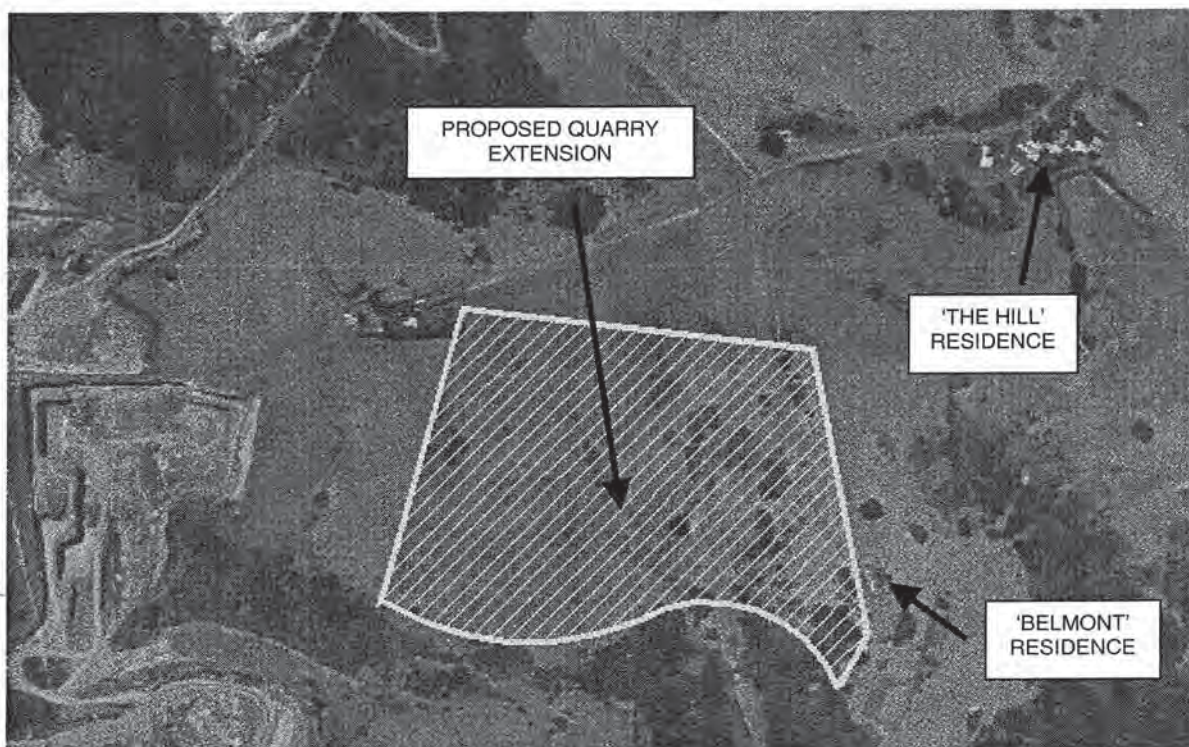 PROPOSED QUARRY
EXTENSION
'THE HILL'
RESIDENCE
'BELMONT'
RESIDENCE